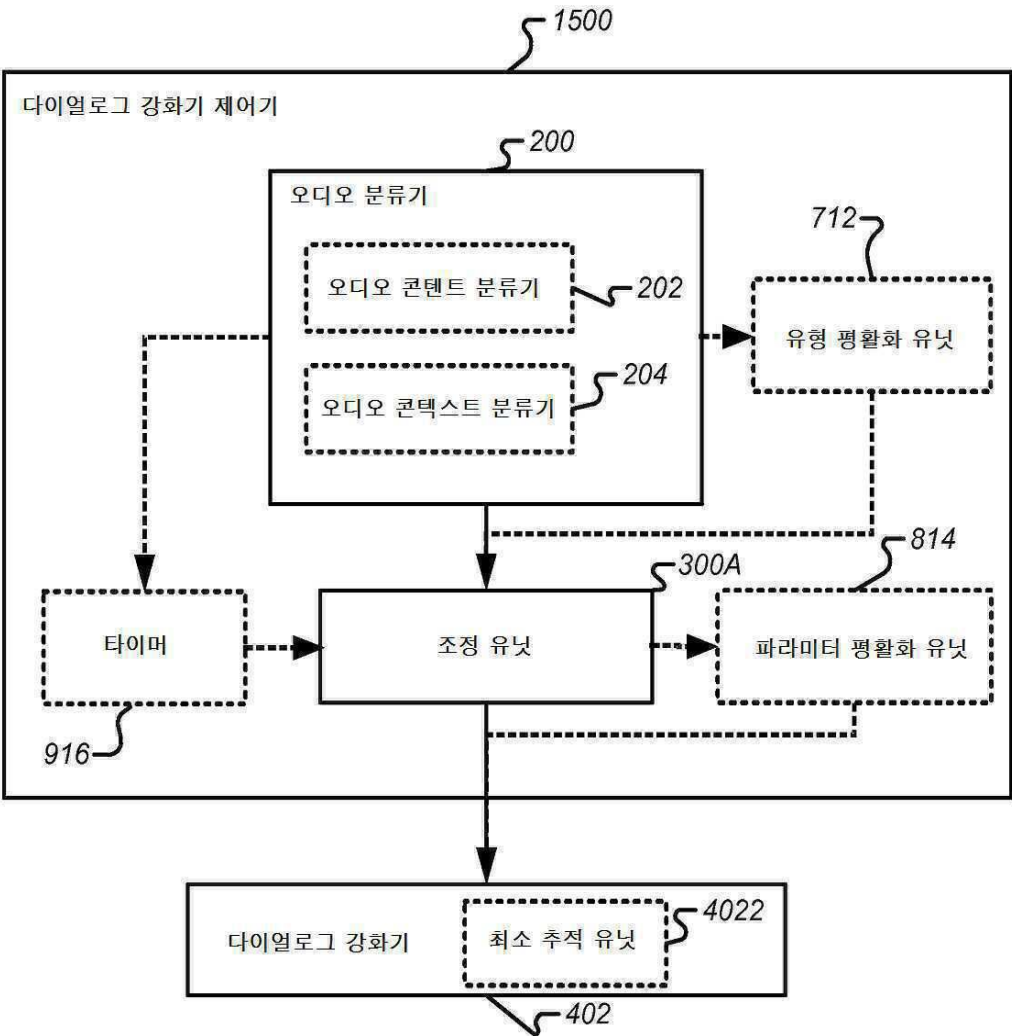 1500
다이얼로그 강화기 제어기
200
오디오 분류기
712
오디오 콘텐트 분류기
202
유형 평활화 유닛
204
오디오 콘텍스트 분류기
814
300A
타이머
조정 유닛
파라미터 평활화 유닛
916
4022
다이얼로그 강화기
최소 추적 유닛
402